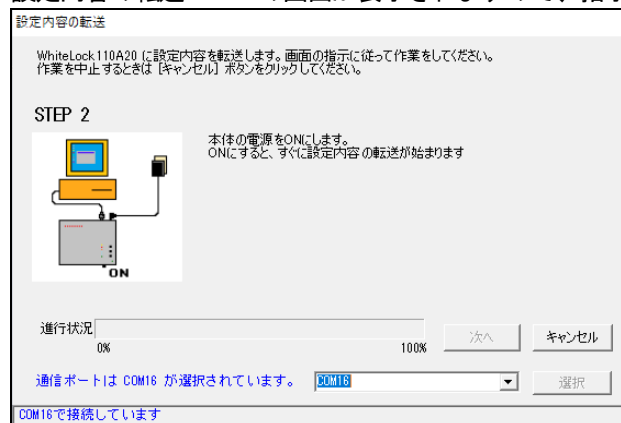 設定内容の転送
WhiteLock110A20 に設定内容を転送します。画面の指示に従って作業をしてください。
作業を中止するときは [キャンセル] ボタンをクリックしてください。
STEP 2
本体の電源をONにします。
ONにすると、すぐに設定内容の転送が始まります
ON
進行状況
0%
100%
次へ
キャンセル
通信ポートは COM16 が選択されています。
COM16
選択
COM16で接続しています